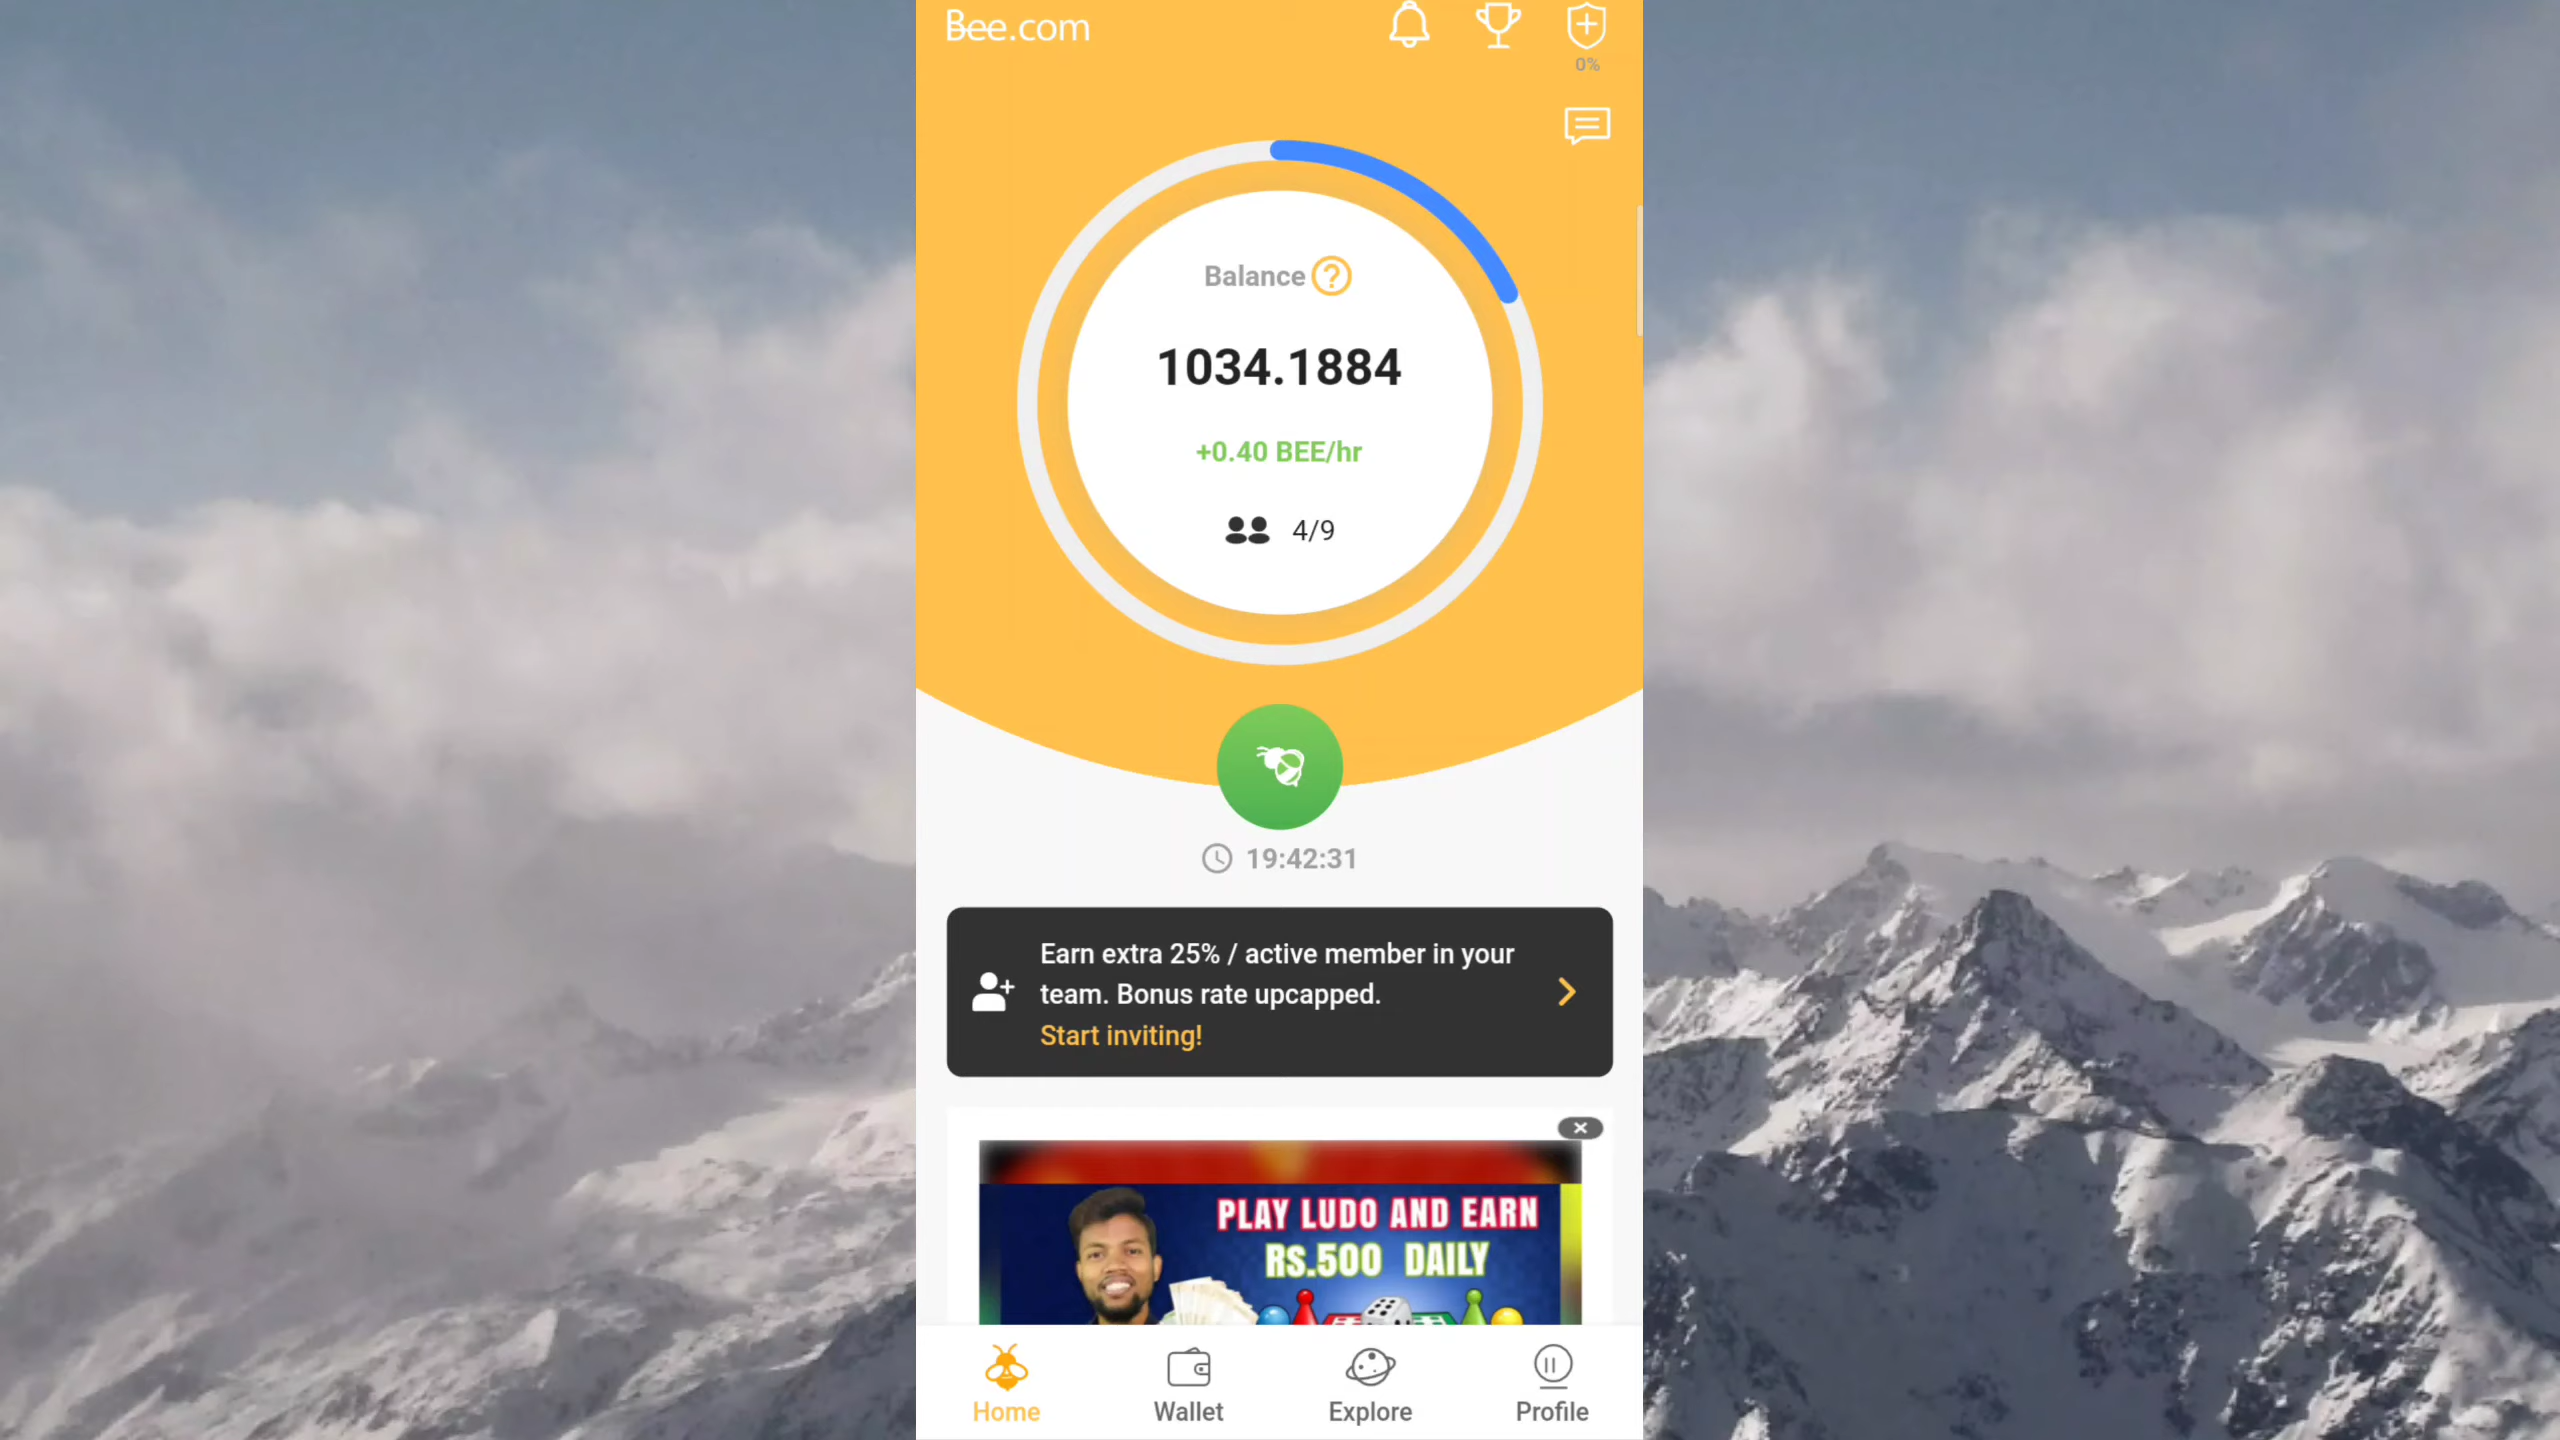 Bee.com
0%
Balance ?
1034.1884
+0.40 BEE/hr
4/9
19:42:31
Earn extra 25% / active member in your
team. Bonus rate upcapped.
Start inviting!
PLAY LUDO AND EARN
RS.500 DAILY
Home
Wallet
Explore
Profile